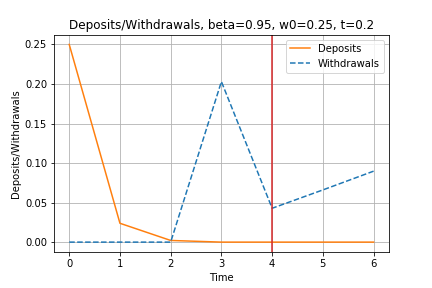 Deposits/Withdrawals, beta=0.95, w0=0.25, t=0.2
Deposits
Withdrawals
Deposits/Withdrawals
0.25
0.20
0.15
0.10
0.05
0.00
0 1 2 3 4 5 6
Time